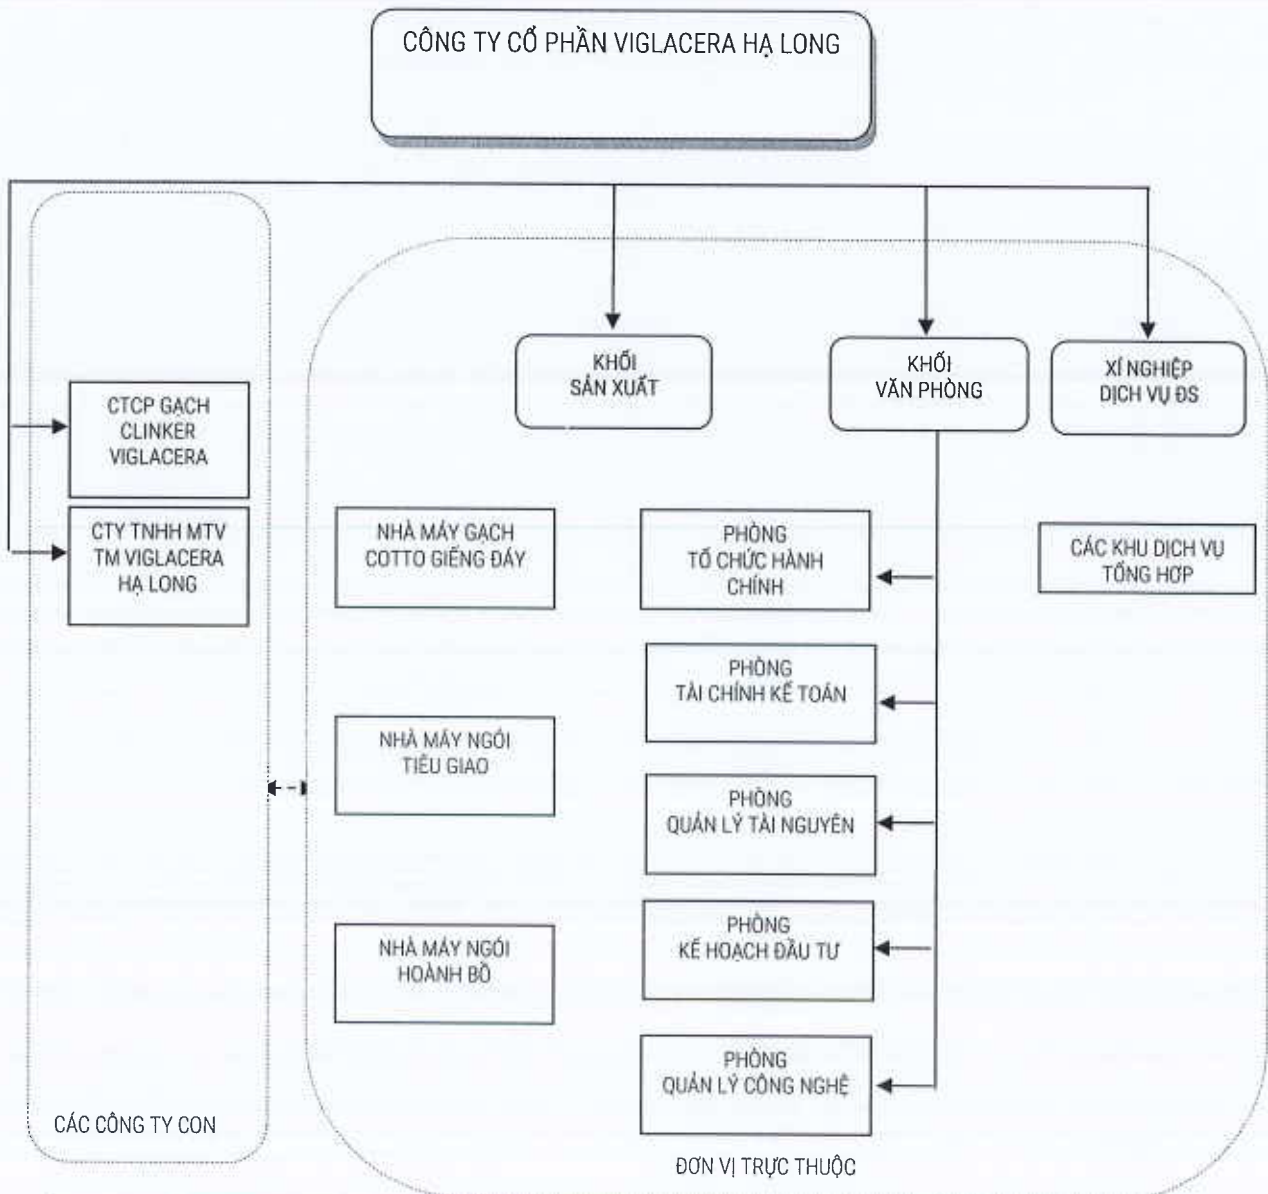 CÔNG TY CỔ PHẦN VIGLACERA HẠ LONG
KHỐI
SẢN XUẤT
KHỐI
VĂN PHÒNG
XÍ NGHIỆP
DỊCH VỤ ĐS
CTCP GẠCH
CLINKER
VIGLACERA
CTY TNHH MTV
TM VIGLACERA
HẠ LONG
NHÀ MÁY GẠCH
COTTO GIẾNG ĐÁY
PHÒNG
TỔ CHỨC HÀNH
CHÍNH
CÁC KHU DỊCH VỤ
TỔNG HỢP
PHÒNG
TÀI CHÍNH KẾ TOÁN
NHÀ MÁY NGÓI
TIÊU GIAO
PHÒNG
QUẢN LÝ TÀI NGUYÊN
NHÀ MÁY NGÓI
HOÀNH BỒ
PHÒNG
KẾ HOẠCH ĐẦU TƯ
PHÒNG
QUẢN LÝ CÔNG NGHỆ
CÁC CÔNG TY CON
ĐƠN VỊ TRỰC THUỘC